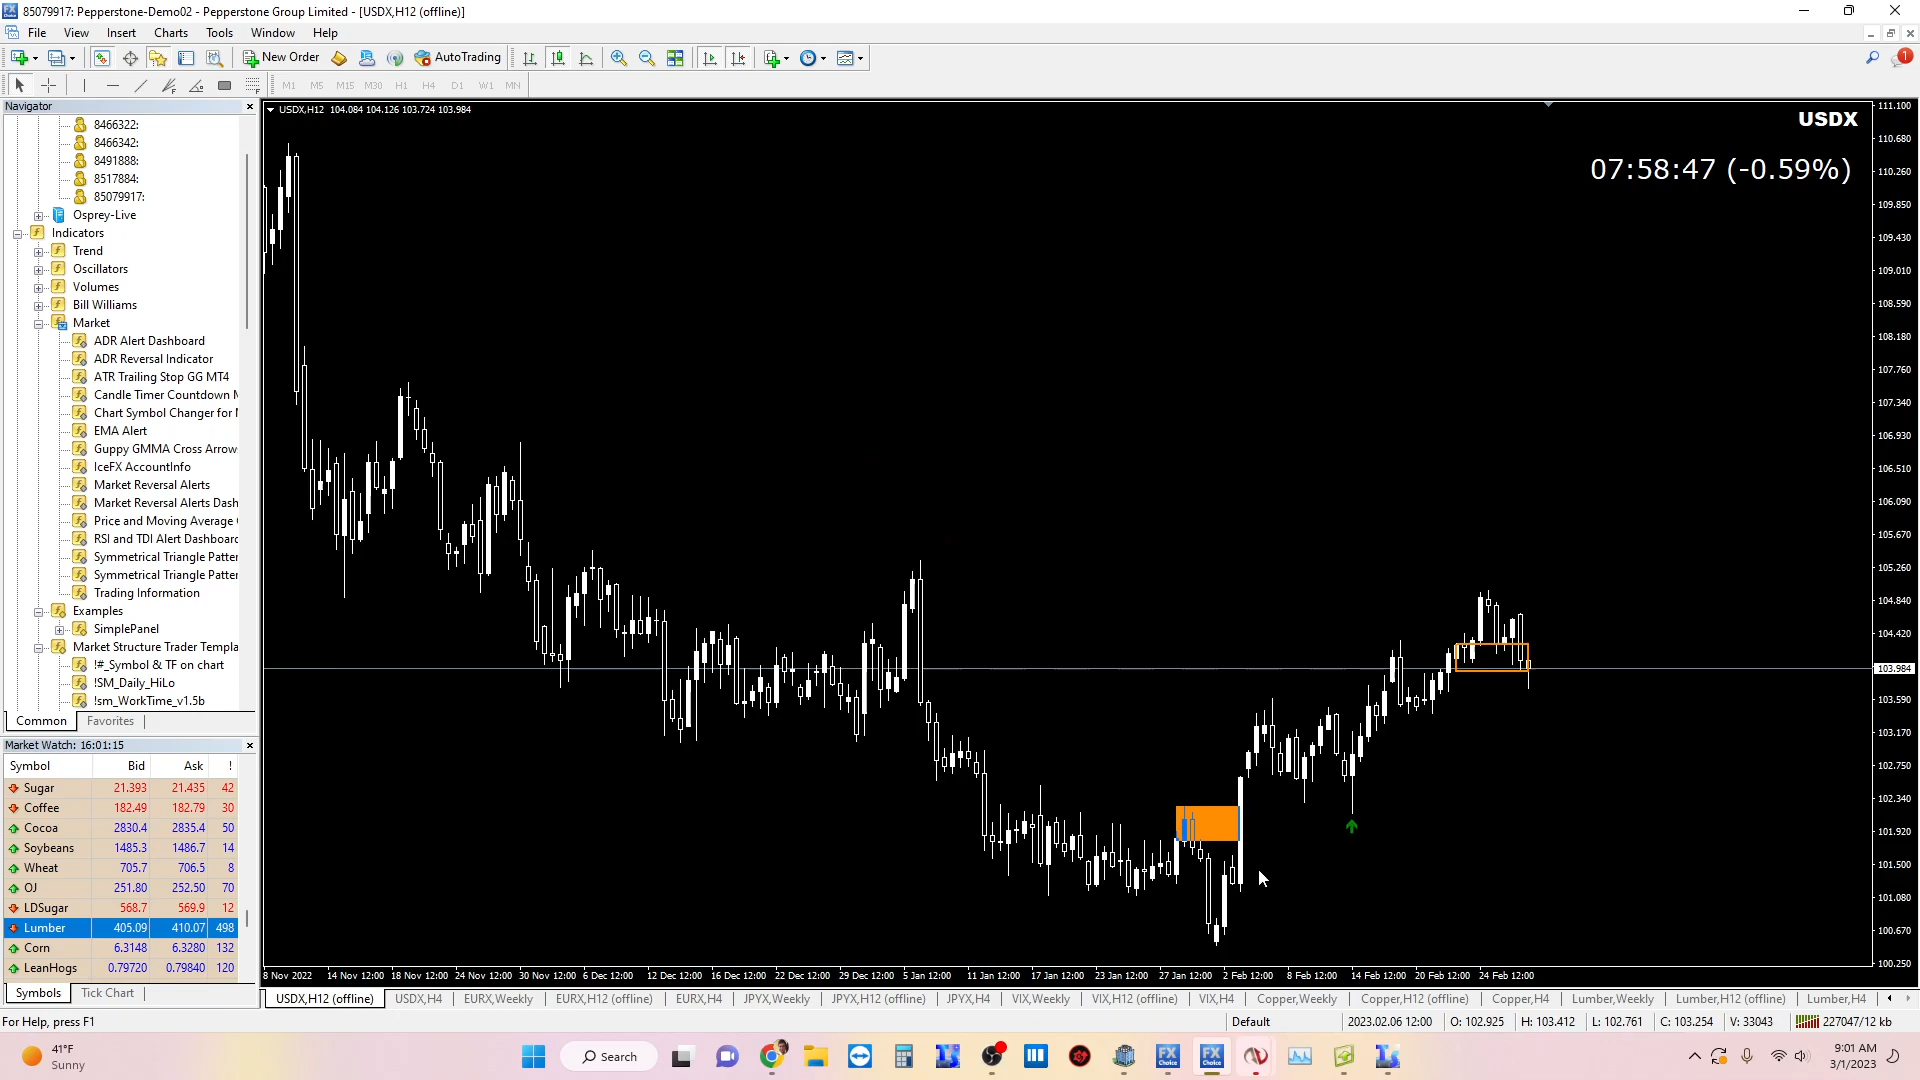 85079917: Pepperstone-Demo02 - Pepperstone Group Limited - [USDX,H12 (offline)]
File View Insert Charts Tools Window Help
New Order AutoTrading
M1 M5 M15 M30 H1 H4 D1 W1 MN
Navigator
8466322:
8466342:
8491888:
8517884:
85079917:
Osprey-Live
Indicators
Trend
Oscillators
Volumes
Bill Williams
Market
ADR Alert Dashboard
ADR Reversal Indicator
ATR Trailing Stop GG MT4
Candle Timer Countdown
Chart Symbol Changer for
EMA Alert
Guppy GMMA Cross Arrow
IceFX AccountInfo
Market Reversal Alerts
Market Reversal Alerts Dash
Price and Moving Average
RSI and TDI Alert Dashboard
Symmetrical Triangle Patter
Symmetrical Triangle Patter
Trading Information
Examples
SimplePanel
Market Structure Trader Templa
!#_Symbol & TF on chart
!SM_Daily_HiLo
!sm_WorkTime_v1.5b
Common Favorites
Market Watch: 16:01:15
Symbol Bid Ask !
Sugar 21.393 21.435 42
Coffee 182.49 182.79 30
Cocoa 2830.4 2835.4 50
Soybeans 1485.3 1486.7 14
Wheat 705.7 706.5 8
OJ 251.80 252.50 70
LDSugar 568.7 569.9 12
Lumber 405.09 410.07 498
Corn 6.3148 6.3280 132
LeanHogs 0.79720 0.79840 120
Symbols Tick Chart
USDX,H12 104.084 104.126 103.724 103.984
USDX
07:58:47 (-0.59%)
111.100
110.680
110.260
109.850
109.430
109.010
108.590
108.180
107.760
107.340
106.930
106.510
106.090
105.670
105.260
104.840
104.420
103.984
103.590
103.170
102.750
102.340
101.920
101.500
101.080
100.670
100.250
8 Nov 2022 14 Nov 12:00 18 Nov 12:00 24 Nov 12:00 30 Nov 12:00 6 Dec 12:00 12 Dec 12:00 16 Dec 12:00 22 Dec 12:00 29 Dec 12:00 5 Jan 12:00 11 Jan 12:00 17 Jan 12:00 23 Jan 12:00 27 Jan 12:00 2 Feb 12:00 8 Feb 12:00 14 Feb 12:00 20 Feb 12:00 24 Feb 12:00
USDX,H12 (offline) USDX,H4 EURX,Weekly EURX,H12 (offline) EURX,H4 JPYX,Weekly JPYX,H12 (offline) JPYX,H4 VIX,Weekly VIX,H12 (offline) VIX,H4 Copper,Weekly Copper,H12 (offline) Copper,H4 Lumber,Weekly Lumber,H12 (offline) Lumber,H4
For Help, press F1 Default 2023.02.06 12:00 O: 102.925 H: 103.412 L: 102.761 C: 103.254 V: 33043 227047/12 kb
41°F
Sunny
Search
9:01 AM
3/1/2023